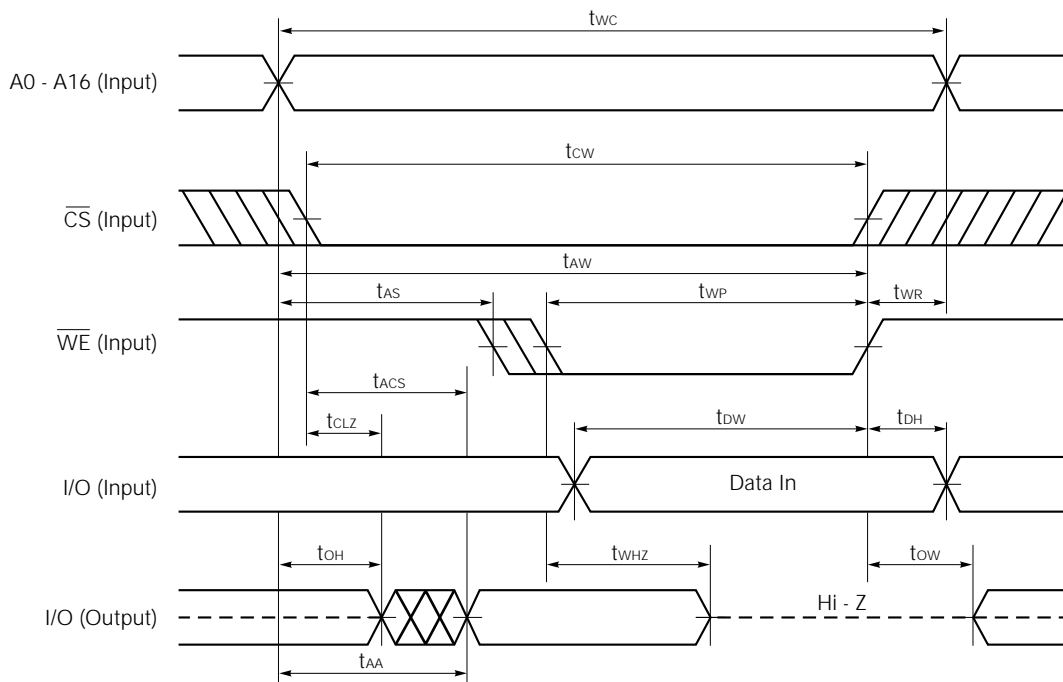 tWC
A0 - A16 (Input)
tCW
CS (Input)
tAW
tAS
tWP
tWR
WE (Input)
tACS
tCLZ
tDW
tDH
I/O (Input)
Data In
tOH
tWHZ
tOW
I/O (Output)
Hi - Z
tAA